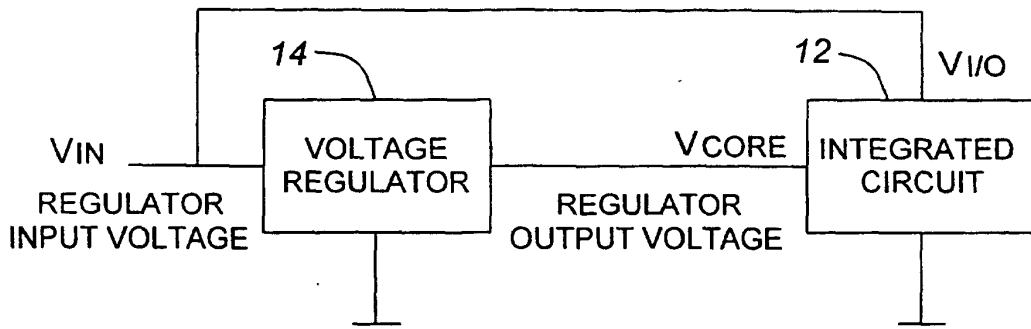 14
12
VI/O
VIN
VOLTAGE
REGULATOR
VCORE
INTEGRATED
CIRCUIT
REGULATOR
INPUT VOLTAGE
REGULATOR
OUTPUT VOLTAGE